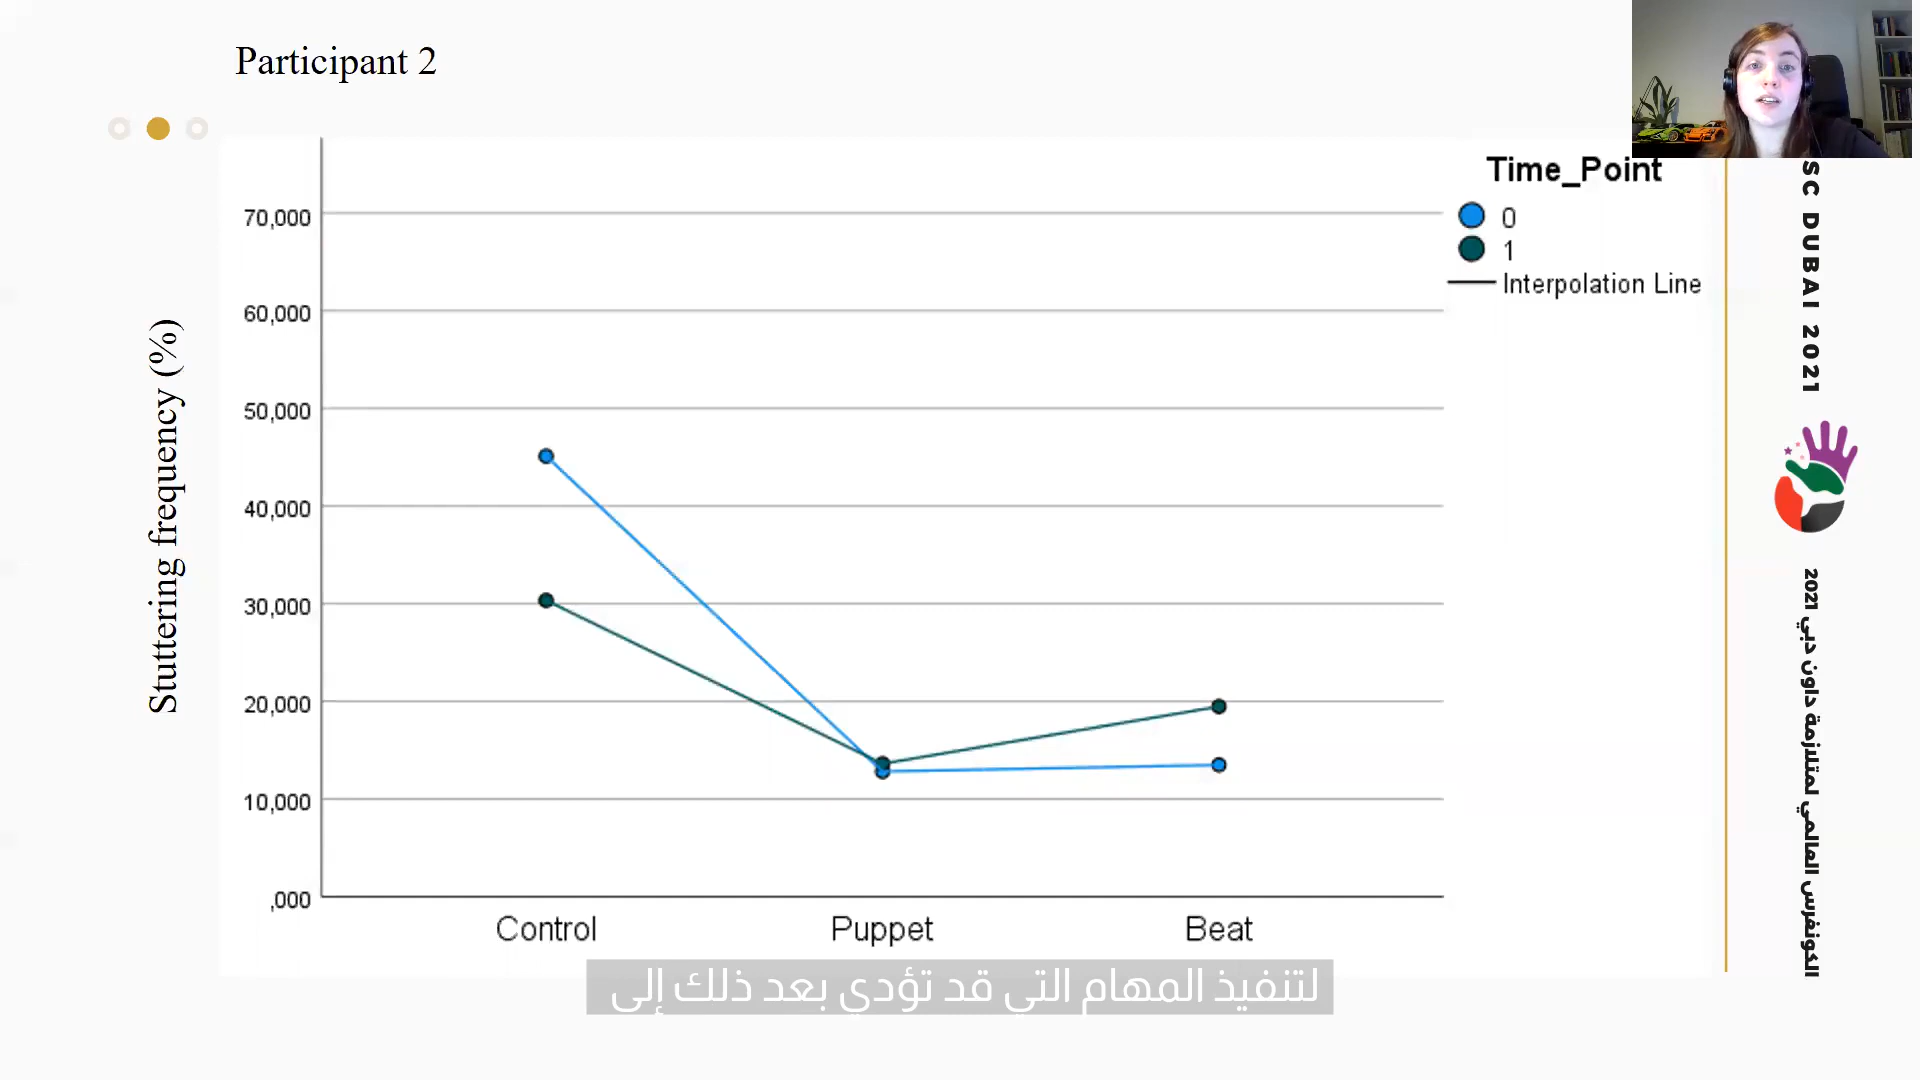 Participant 2
Time_Point
0
1
Interpolation Line
Stuttering frequency (%)
70,000
60,000
50,000
40,000
30,000
20,000
10,000
,000
Control
Puppet
Beat
SC DUBAI 2021
الكونغرس العالمي لمتلازمة داون دبي 2021
لتنفيذ المهام التي قد تؤدي بعد ذلك إلى